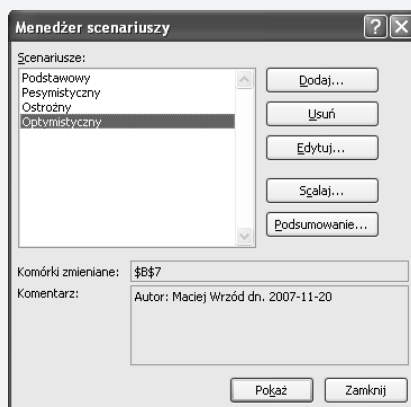 Menedżer scenariuszy
Scenariusze:
Podstawowy
Pesymistyczny
Ostrożny
Optymistyczny
Dodaj...
Usuń
Edytuj...
Scalaj...
Podsumowanie...
Komórki zmieniane: $B$7
Komentarz: Autor: Maciej Wrzód dn. 2007-11-20
Pokaż Zamknij